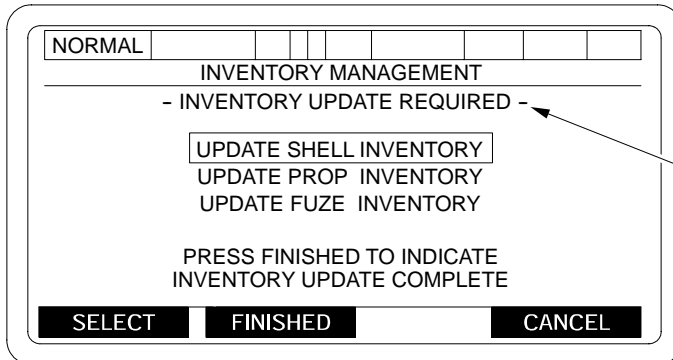 NORMAL
INVENTORY MANAGEMENT
- INVENTORY UPDATE REQUIRED -
UPDATE SHELL INVENTORY
UPDATE PROP INVENTORY
UPDATE FUZE INVENTORY
PRESS FINISHED TO INDICATE
INVENTORY UPDATE COMPLETE
SELECT FINISHED CANCEL